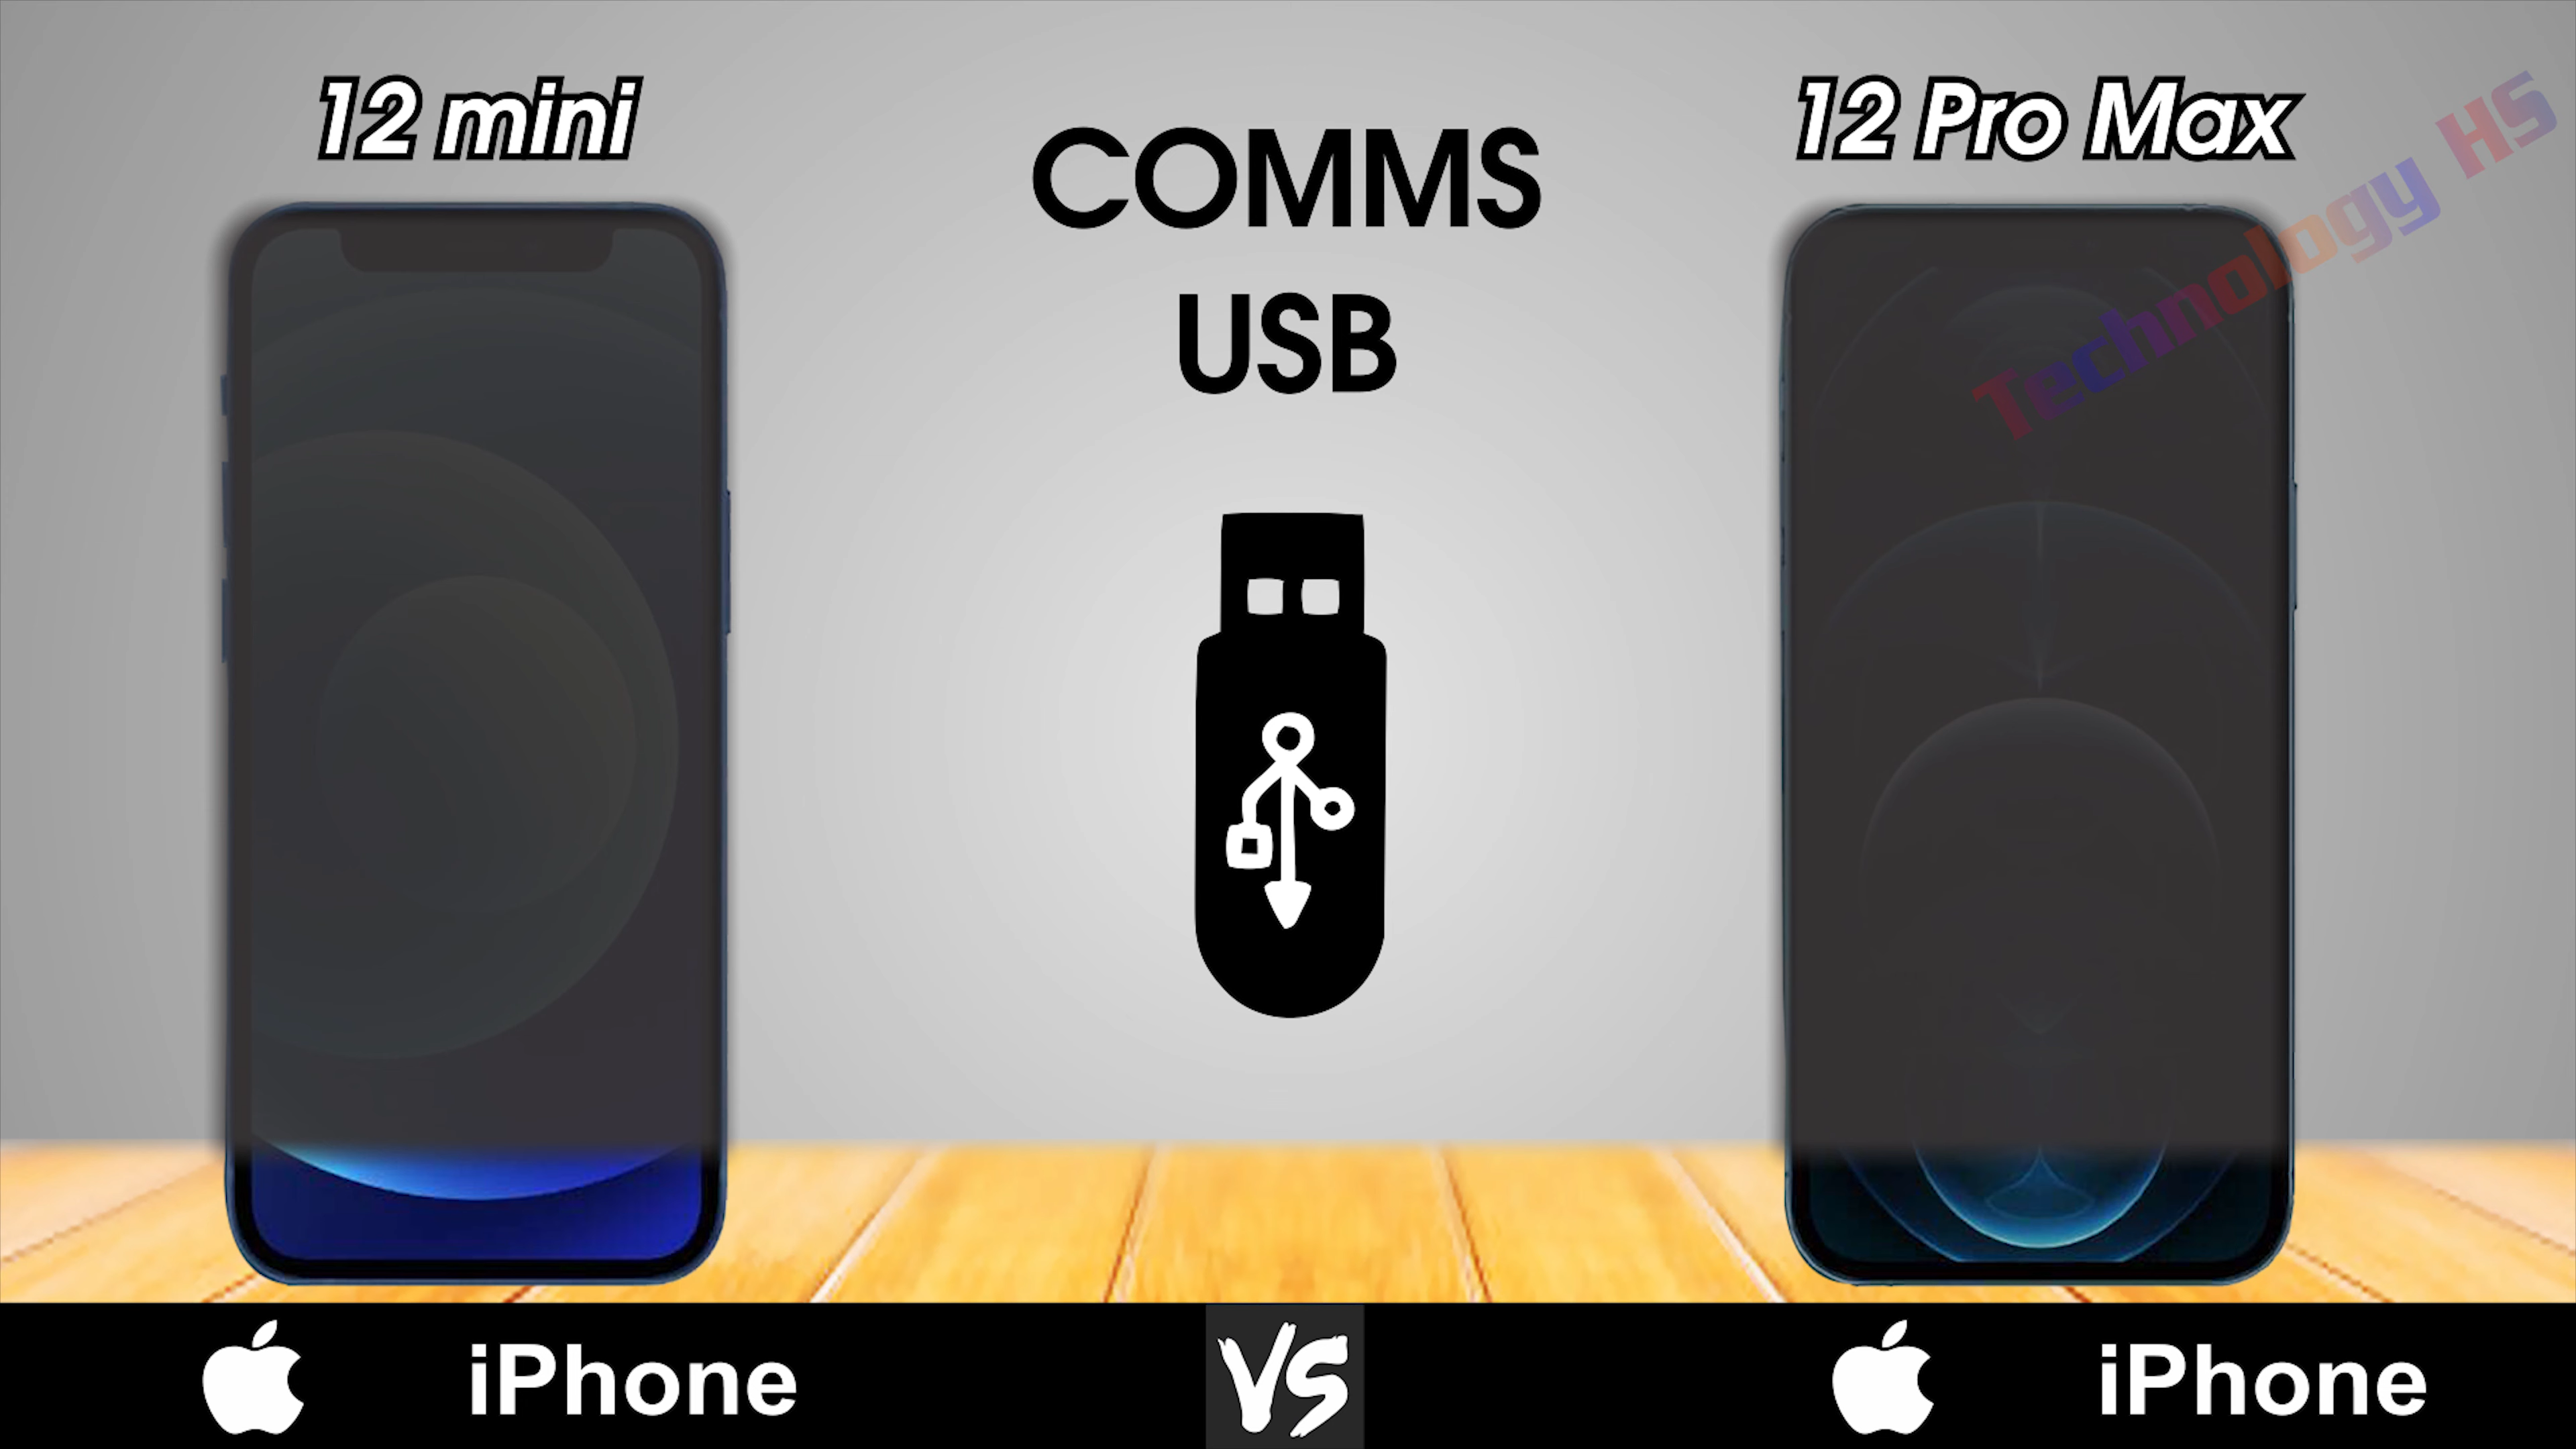 12 mini
COMMS
USB
12 Pro Max
Technology HS
iPhone
VS
iPhone